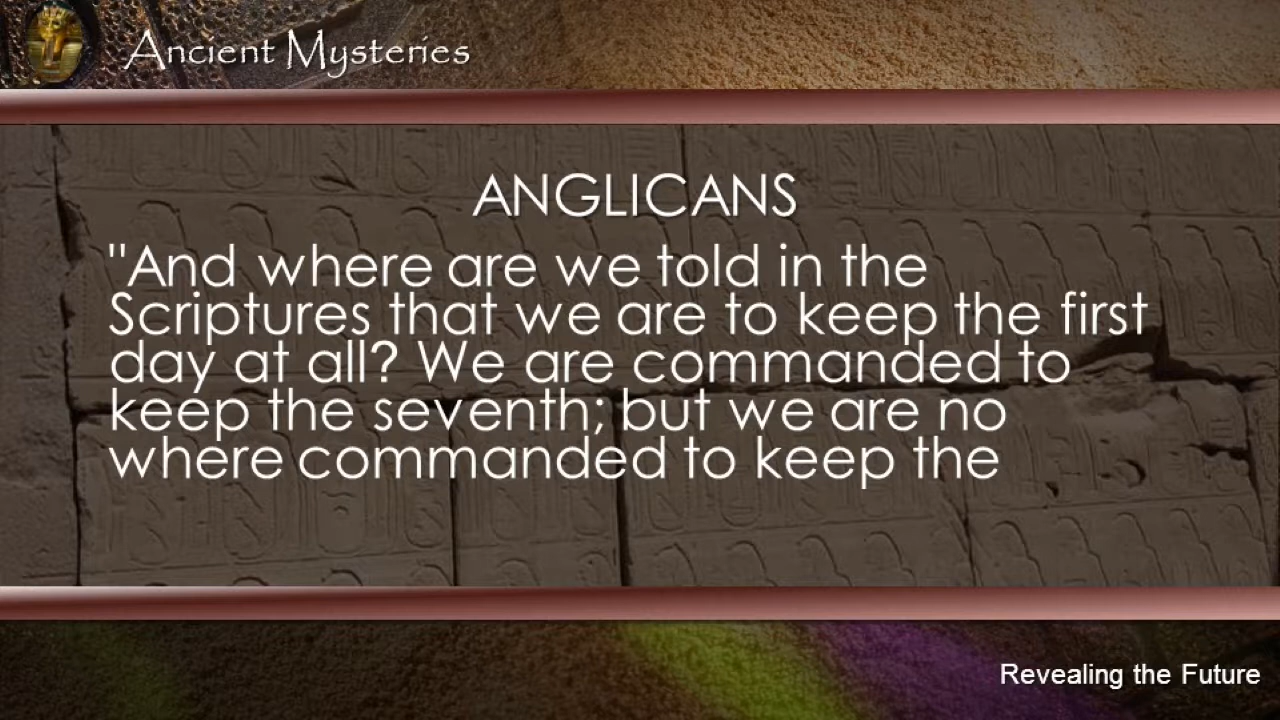 Ancient Mysteries
ANGLICANS
"And where are we told in the
Scriptures that we are to keep the first
day at all? We are commanded to
keep the seventh; but we are no
where commanded to keep the
Revealing the Future